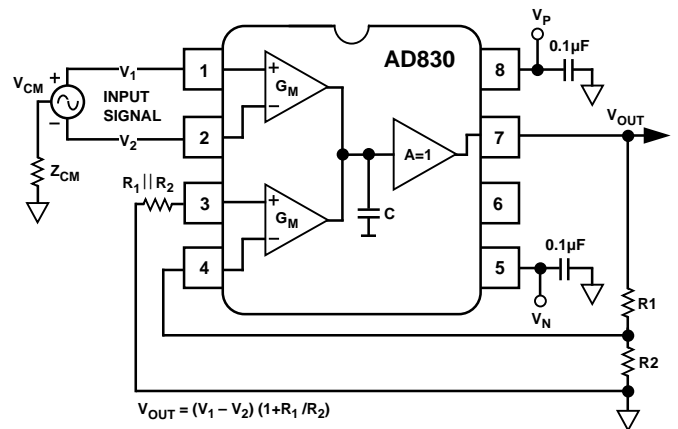 V_P
0.1µF
AD830
8
V_CM
+
–
V_1
1
+
–
G_M
INPUT
SIGNAL
V_2
2
A=1
7
V_OUT
Z_CM
R_1||R_2
3
+
–
G_M
C
6
4
5
0.1µF
V_N
R1
R2
V_OUT = (V_1 – V_2) (1+R_1/R_2)